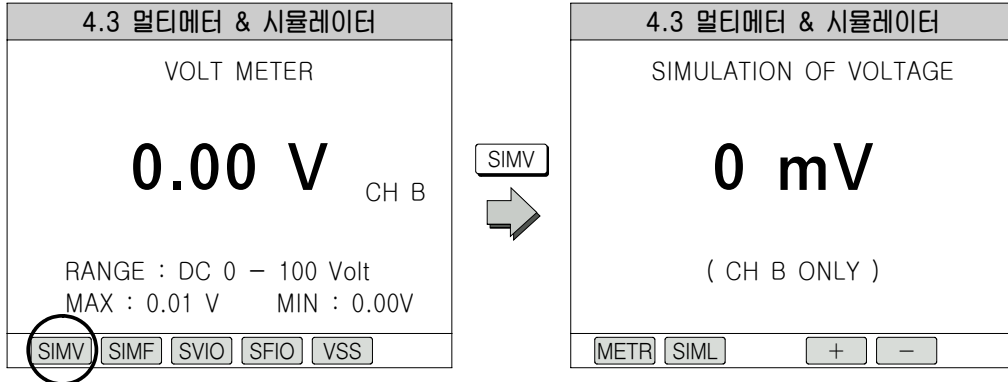 4.3 멀티메터 & 시뮬레이터
VOLT METER
0.00 V
CH B
RANGE : DC 0 - 100 Volt
MAX : 0.01 V MIN : 0.00V
SIMV SIMF SVIO SFIO VSS
SIMV
4.3 멀티메터 & 시뮬레이터
SIMULATION OF VOLTAGE
0 mV
( CH B ONLY )
METR SIML + -